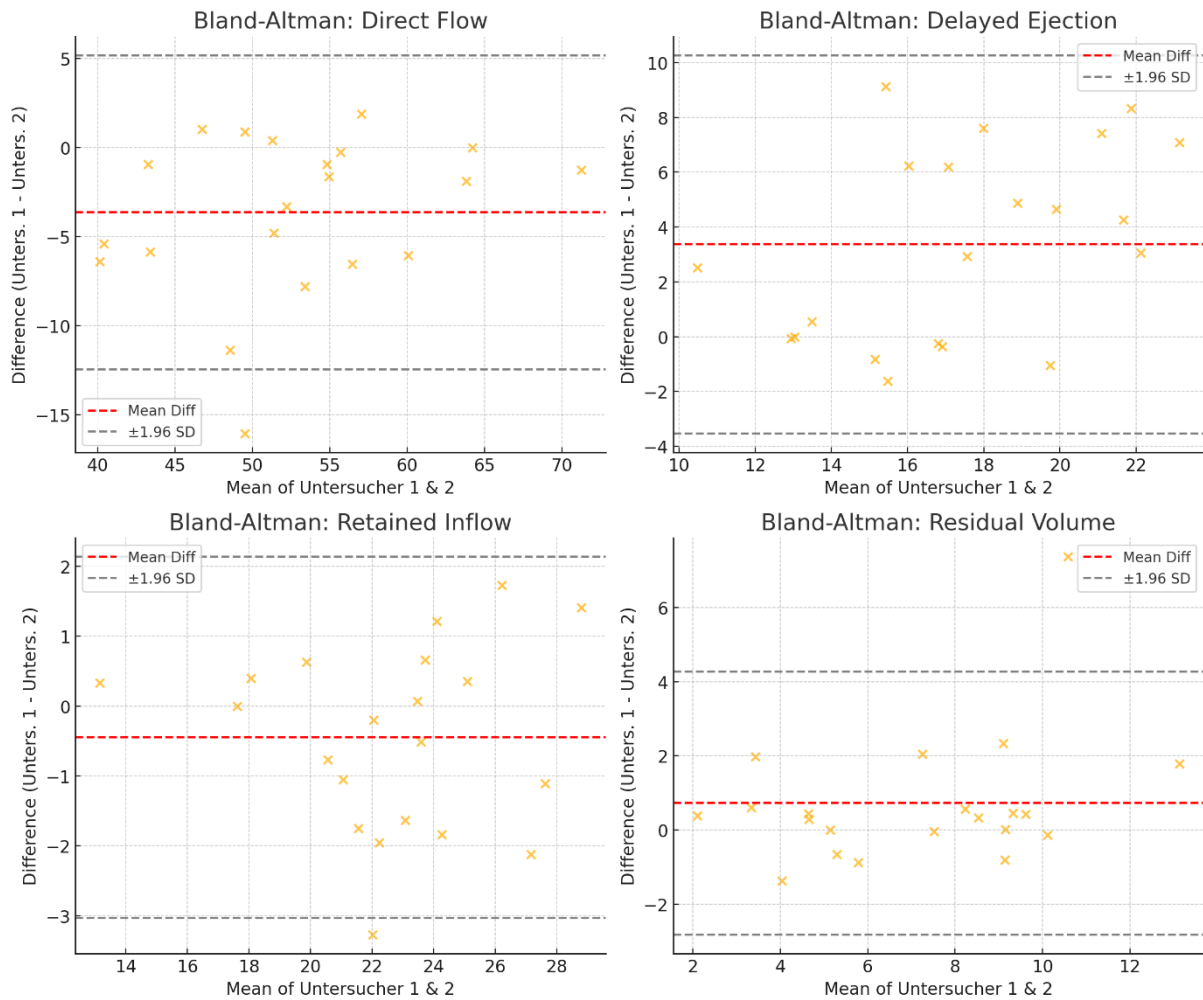 Bland-Altman: Direct Flow
Difference (Unters. 1 - Unters. 2)
5
0
−5
−10
−15
Mean Diff
±1.96 SD
40 45 50 55 60 65 70
Mean of Untersucher 1 & 2
Bland-Altman: Delayed Ejection
Difference (Unters. 1 - Unters. 2)
10
8
6
4
2
0
−2
−4
Mean Diff
±1.96 SD
10 12 14 16 18 20 22
Mean of Untersucher 1 & 2
Bland-Altman: Retained Inflow
Difference (Unters. 1 - Unters. 2)
2
1
0
−1
−2
−3
Mean Diff
±1.96 SD
14 16 18 20 22 24 26 28
Mean of Untersucher 1 & 2
Bland-Altman: Residual Volume
Difference (Unters. 1 - Unters. 2)
6
4
2
0
−2
Mean Diff
±1.96 SD
2 4 6 8 10 12
Mean of Untersucher 1 & 2